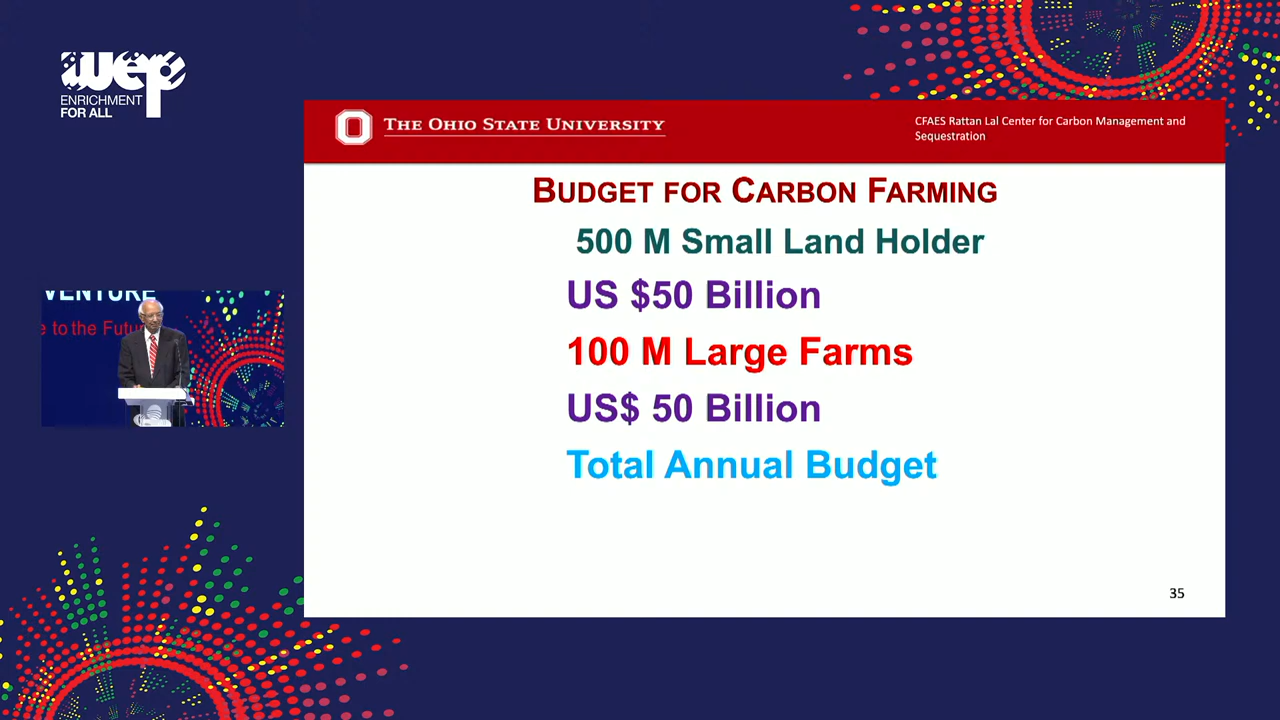 wep
ENRICHMENT
FOR ALL
THE OHIO STATE UNIVERSITY
CFAES Rattan Lal Center for Carbon Management and
Sequestration
BUDGET FOR CARBON FARMING
500 M Small Land Holder
US $50 Billion
100 M Large Farms
US$ 50 Billion
Total Annual Budget
VENTURE
e to the Futu
35